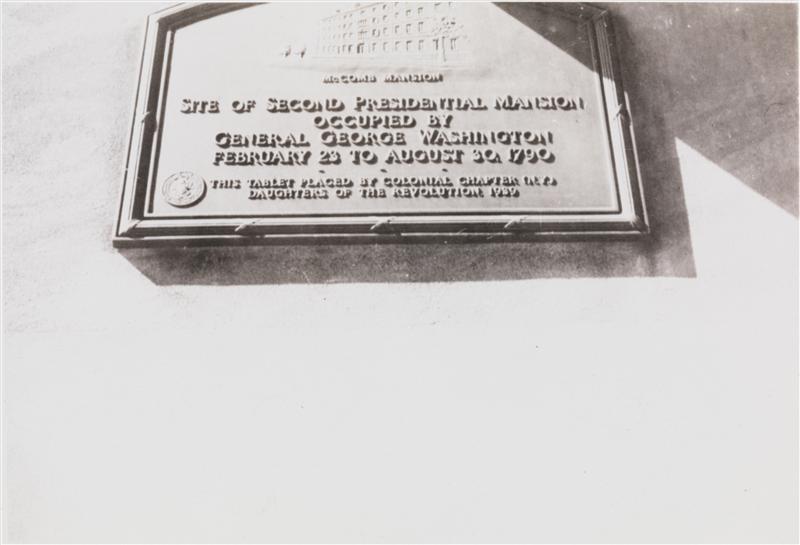 McCOMB MANSION
SITE OF SECOND PRESIDENTIAL MANSION
OCCUPIED BY
GENERAL GEORGE WASHINGTON
FEBRUARY 23 TO AUGUST 30, 1790
THIS TABLET PLACED BY COLONIAL CHAPTER (N.Y.)
DAUGHTERS OF THE REVOLUTION, 1939